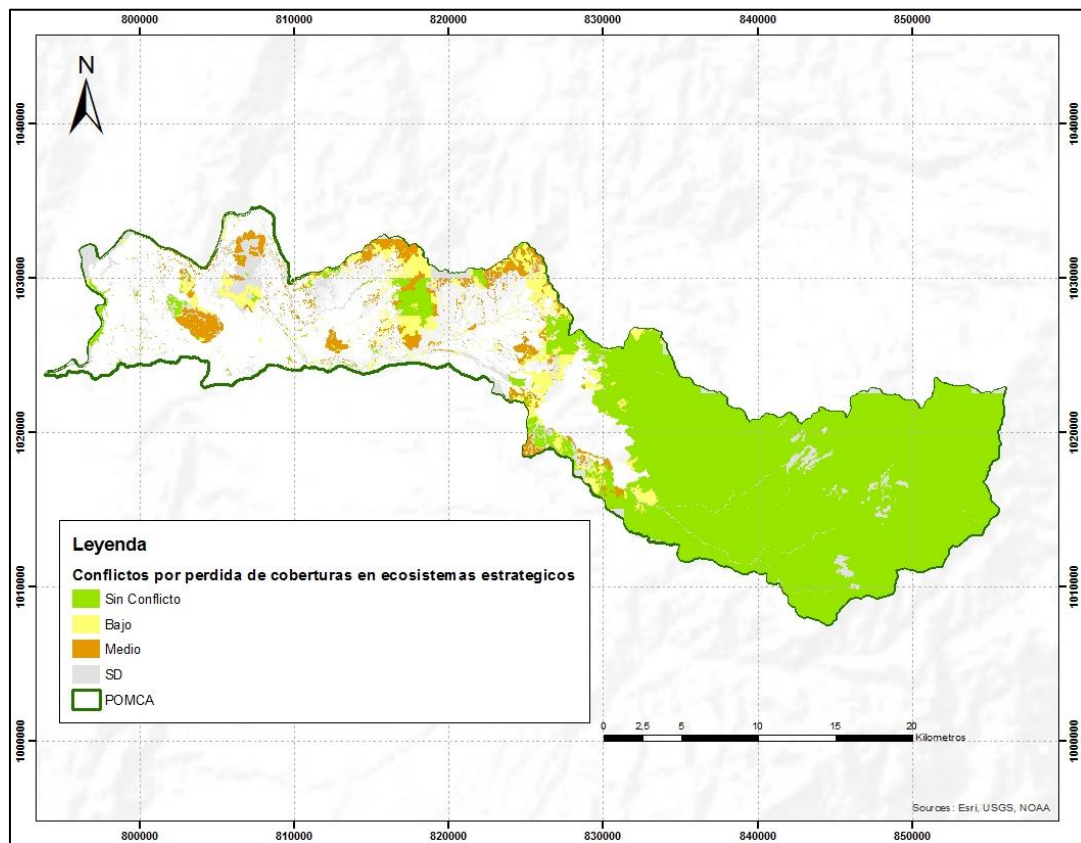 800000 810000 820000 830000 840000 850000
N
1040000 1040000
1030000 1030000
1020000 1020000
1010000 1010000
1000000 1000000
Leyenda
Conflictos por perdida de coberturas en ecosistemas estrategicos
Sin Conflicto
Bajo
Medio
SD
POMCA
0 2,5 5 10 15 20
Kilometros
Sources: Esri, USGS, NOAA
800000 810000 820000 830000 840000 850000